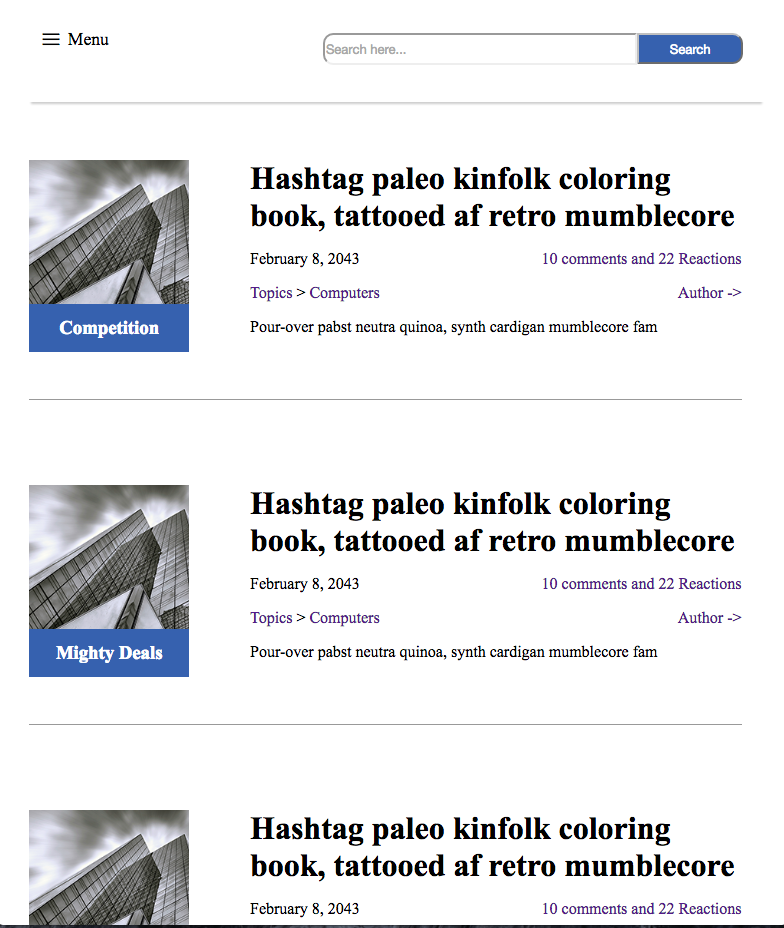 Menu
Search here...
Search
Hashtag paleo kinfolk coloring
book, tattooed af retro mumblecore
February 8, 2043
10 comments and 22 Reactions
Topics > Computers
Author ->
Pour-over pabst neutra quinoa, synth cardigan mumblecore fam
Competition
Hashtag paleo kinfolk coloring
book, tattooed af retro mumblecore
February 8, 2043
10 comments and 22 Reactions
Topics > Computers
Author ->
Pour-over pabst neutra quinoa, synth cardigan mumblecore fam
Mighty Deals
Hashtag paleo kinfolk coloring
book, tattooed af retro mumblecore
February 8, 2043
10 comments and 22 Reactions